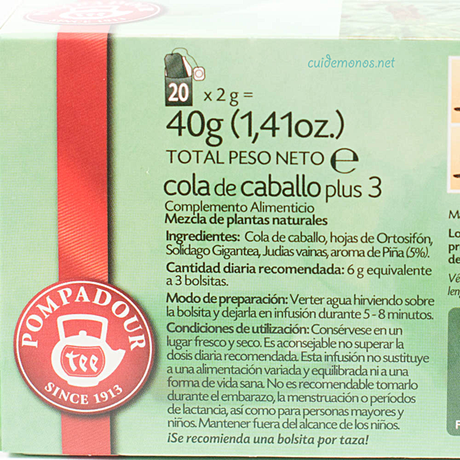 POMPADOUR
cuidemonos.net
20 x 2 g =
40g (1,41oz.)
TOTAL PESO NETO ℮
cola de caballo plus 3
Complemento Alimenticio
Mezcla de plantas naturales
Ingredientes: Cola de caballo, hojas de Ortosifón,
Solidago Gigantea, Judías vainas, aroma de Piña (5%).
Cantidad diaria recomendada: 6 g equivalente
a 3 bolsitas.
Modo de preparación: Verter agua hirviendo sobre
la bolsita y dejarla en infusión durante 5 - 8 minutos.
Condiciones de utilización: Consérvese en un
lugar fresco y seco. Es aconsejable no superar la
dosis diaria recomendada. Esta infusión no sustituye
a una alimentación variada y equilibrada ni a una
forma de vida sana. No es recomendable tomarlo
durante el embarazo, la menstruación o períodos
de lactancia, así como para personas mayores y
niños. Mantener fuera del alcance de los niños.
¡Se recomienda una bolsita por taza!
POMPADOUR
TEE
SINCE 1913